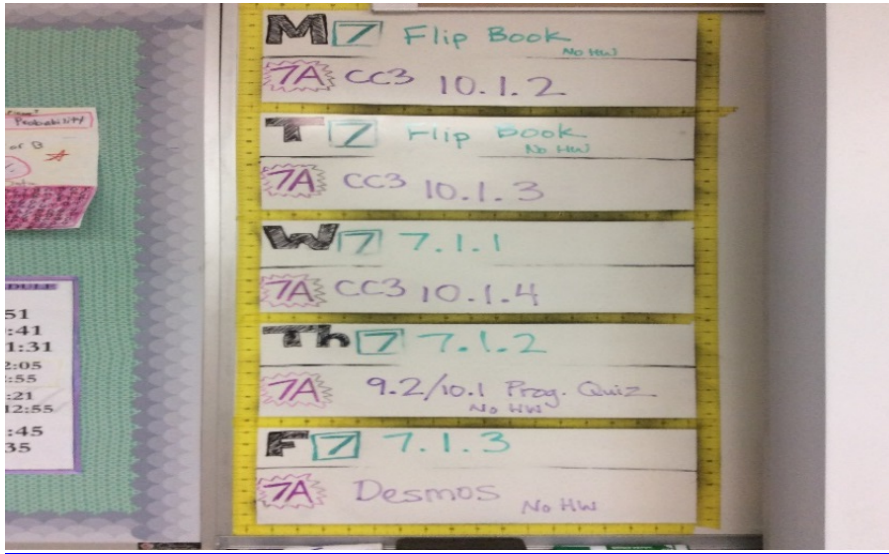 M 7 Flip Book
No HW
7A CC3 10.1.2
T 7 Flip Book
No HW
7A CC3 10.1.3
W 7 7.1.1
7A CC3 10.1.4
Th 7 7.1.2
7A 9.2/10.1 Prog. Quiz
No HW
F 7 7.1.3
7A Desmos
No HW
Probability
or B
DULE
51
:41
1:31
2:05
:55
:21
12:55
:45
35